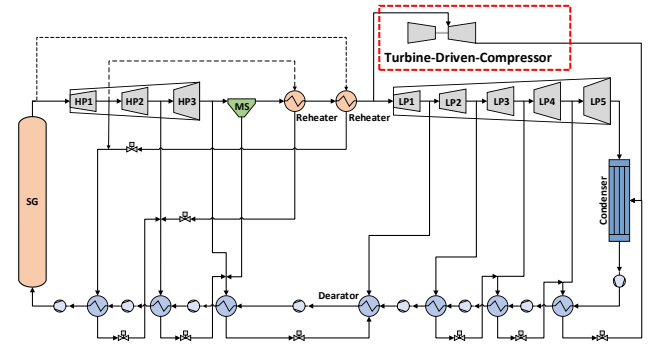 Turbine-Driven-Compressor
HP1
HP2
HP3
MS
Reheater
Reheater
LP1
LP2
LP3
LP4
LP5
SG
Condenser
Dearator